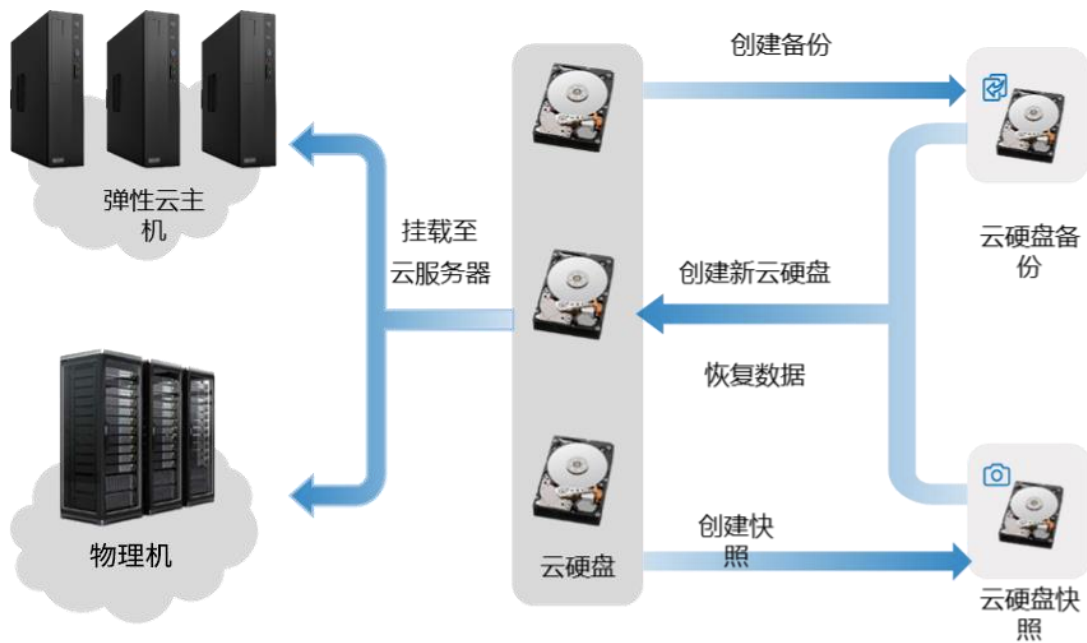 创建备份
弹性云主
机
挂载至
云服务器
云硬盘备
份
创建新云硬盘
恢复数据
物理机
云硬盘
创建快
照
云硬盘快
照